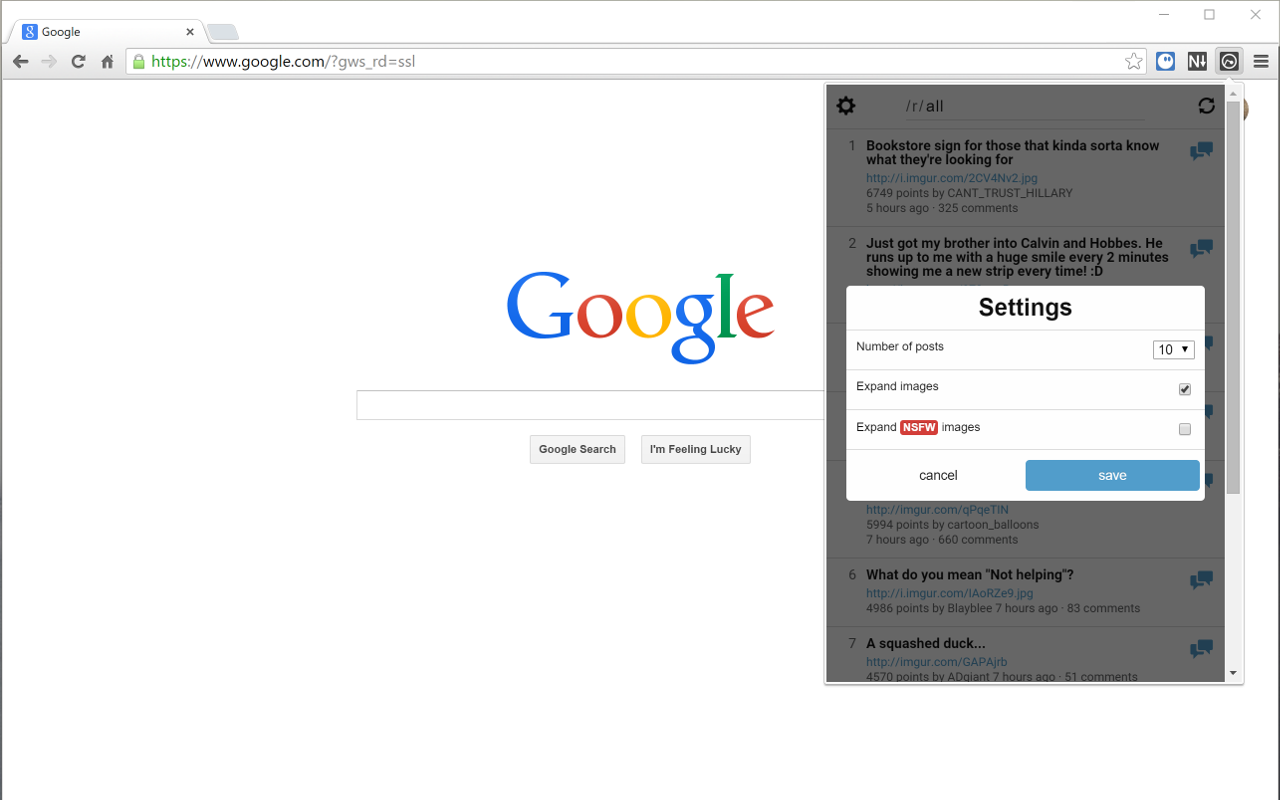 Google
https://www.google.com/?gws_rd=ssl
N
/r/all
1 Bookstore sign for those that kinda sorta know
what they're looking for
http://i.imgur.com/2CV4Nv2.jpg
6749 points by CANT_TRUST_HILLARY
5 hours ago · 325 comments
2 Just got my brother into Calvin and Hobbes. He
runs up to me with a huge smile every 2 minutes
showing me a new strip every time! :D
Google
Google Search
I'm Feeling Lucky
Settings
Number of posts 10
Expand images
Expand NSFW images
cancel save
http://imgur.com/qPqeTIN
5994 points by cartoon_balloons
7 hours ago · 660 comments
6 What do you mean "Not helping"?
http://i.imgur.com/IAoRZe9.jpg
4986 points by Blayblee 7 hours ago · 83 comments
7 A squashed duck...
http://imgur.com/GAPAjrb
4570 points by ADgiant 7 hours ago · 51 comments